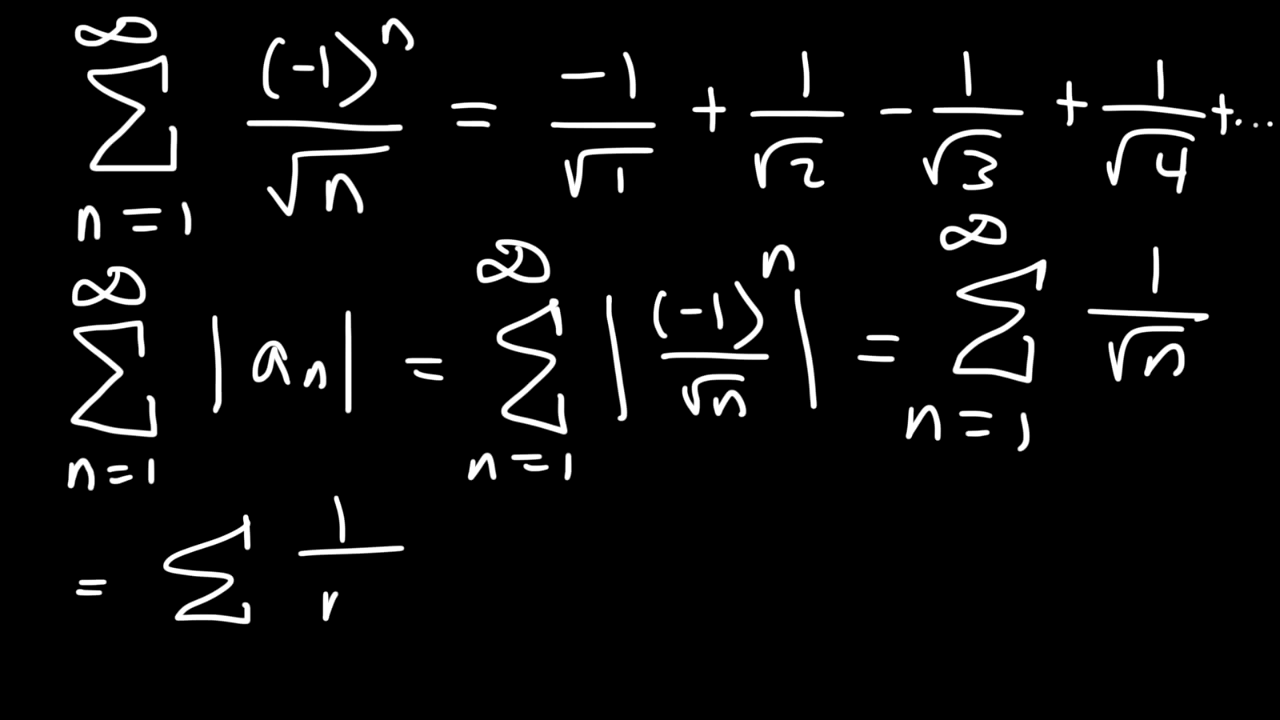 ∞∑n=1 (-1)^n/√n = -1/√1 + 1/√2 - 1/√3 + 1/√4 + ...
∞∑n=1 |a_n| = ∞∑n=1 |(-1)^n/√n| = ∞∑n=1 1/√n
= ∑ 1/